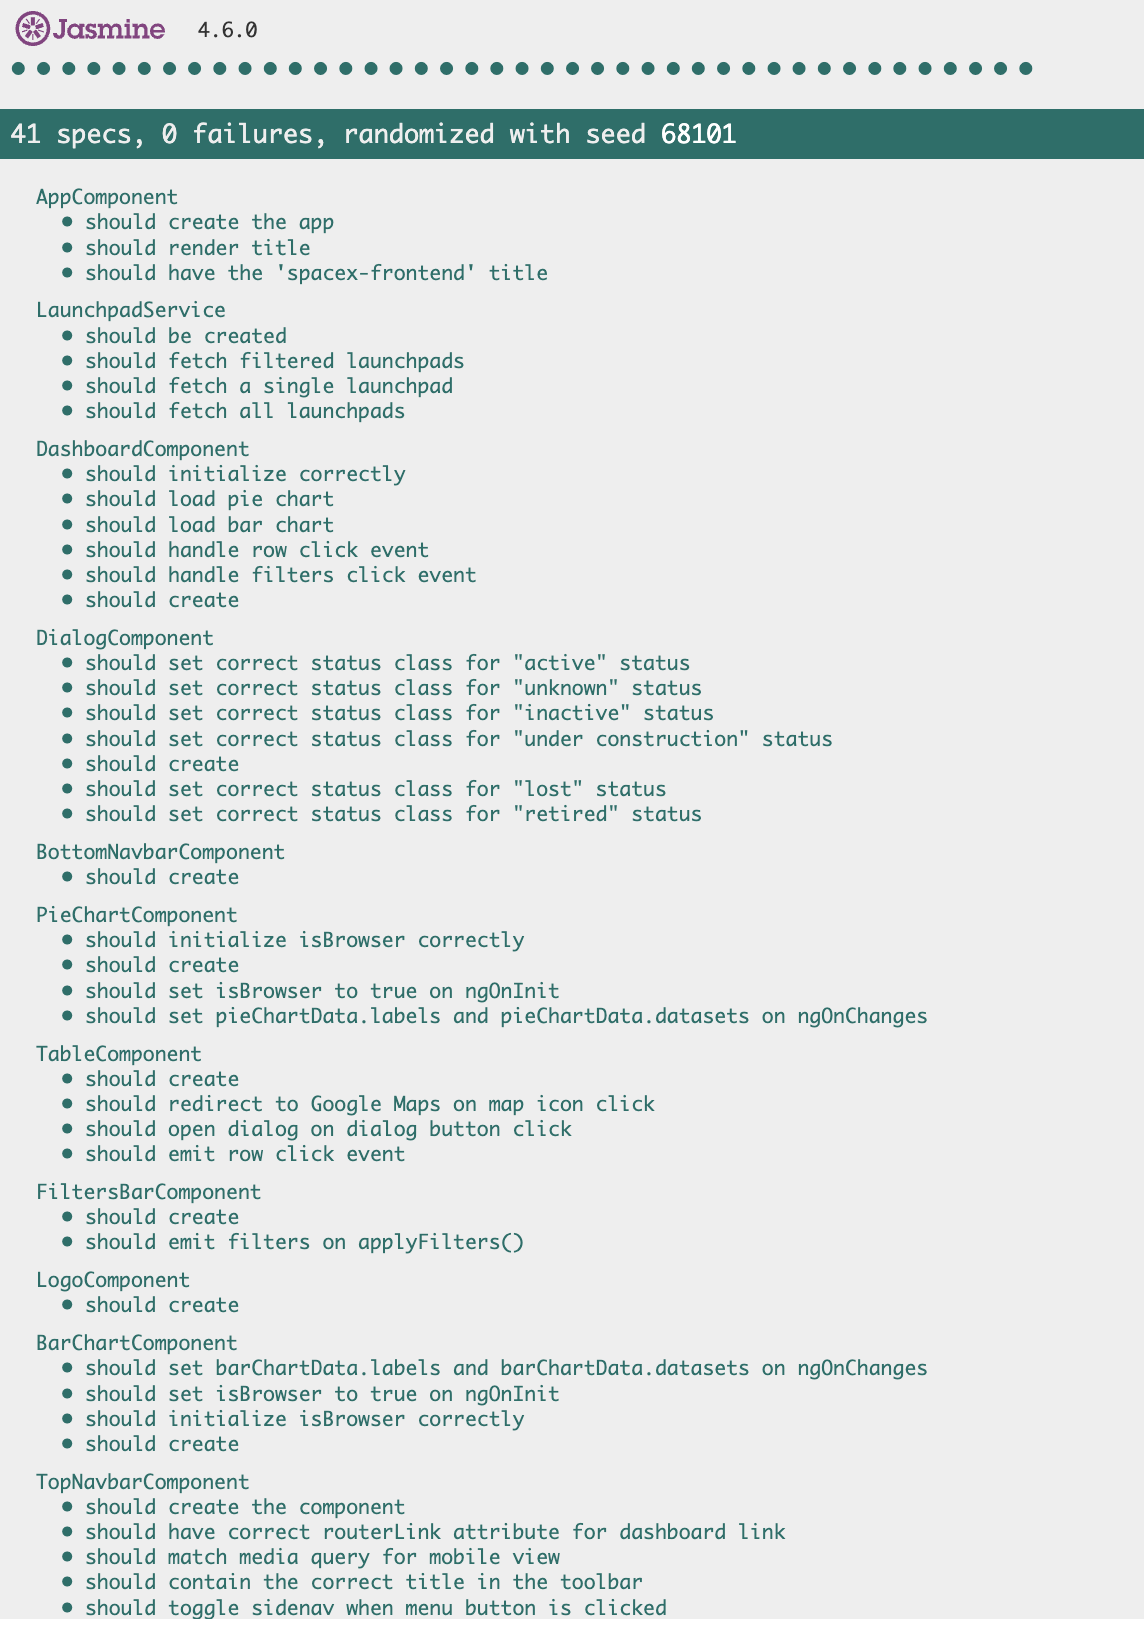 Jasmine 4.6.0
41 specs, 0 failures, randomized with seed 68101
AppComponent
• should create the app
• should render title
• should have the 'spacex-frontend' title
LaunchpadService
• should be created
• should fetch filtered launchpads
• should fetch a single launchpad
• should fetch all launchpads
DashboardComponent
• should initialize correctly
• should load pie chart
• should load bar chart
• should handle row click event
• should handle filters click event
• should create
DialogComponent
• should set correct status class for "active" status
• should set correct status class for "unknown" status
• should set correct status class for "inactive" status
• should set correct status class for "under construction" status
• should create
• should set correct status class for "lost" status
• should set correct status class for "retired" status
BottomNavbarComponent
• should create
PieChartComponent
• should initialize isBrowser correctly
• should create
• should set isBrowser to true on ngOnInit
• should set pieChartData.labels and pieChartData.datasets on ngOnChanges
TableComponent
• should create
• should redirect to Google Maps on map icon click
• should open dialog on dialog button click
• should emit row click event
FiltersBarComponent
• should create
• should emit filters on applyFilters()
LogoComponent
• should create
BarChartComponent
• should set barChartData.labels and barChartData.datasets on ngOnChanges
• should set isBrowser to true on ngOnInit
• should initialize isBrowser correctly
• should create
TopNavbarComponent
• should create the component
• should have correct routerLink attribute for dashboard link
• should match media query for mobile view
• should contain the correct title in the toolbar
• should toggle sidenav when menu button is clicked